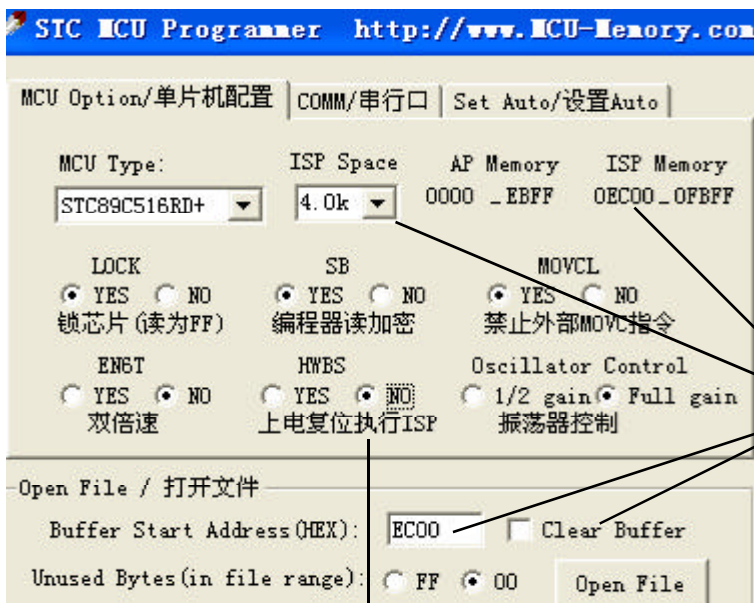 STC MCU Programmer http://www.MCU-Memory.com
MCU Option/单片机配置 COMM/串行口 Set Auto/设置Auto
MCU Type: ISP Space AP Memory ISP Memory
STC89C516RD+ 4.0k 0000 _EBFF 0EC00_0FBFF
LOCK SB MOVCL
YES NO YES NO YES NO
锁芯片(读为FF) 编程器读加密 禁止外部MOVC指令
EN6T HWBS Oscillator Control
YES NO YES NO 1/2 gain Full gain
双倍速 上电复位执行ISP 振荡器控制
Open File / 打开文件
Buffer Start Address(HEX): EC00 Clear Buffer
Unused Bytes(in file range): FF 00 Open File